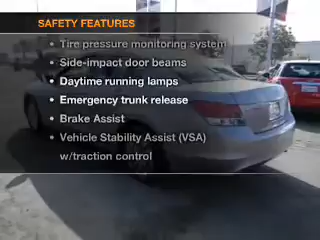 SAFETY FEATURES
• Tire pressure monitoring system
• Side-impact door beams
• Daytime running lamps
• Emergency trunk release
• Brake Assist
• Vehicle Stability Assist (VSA)
w/traction control